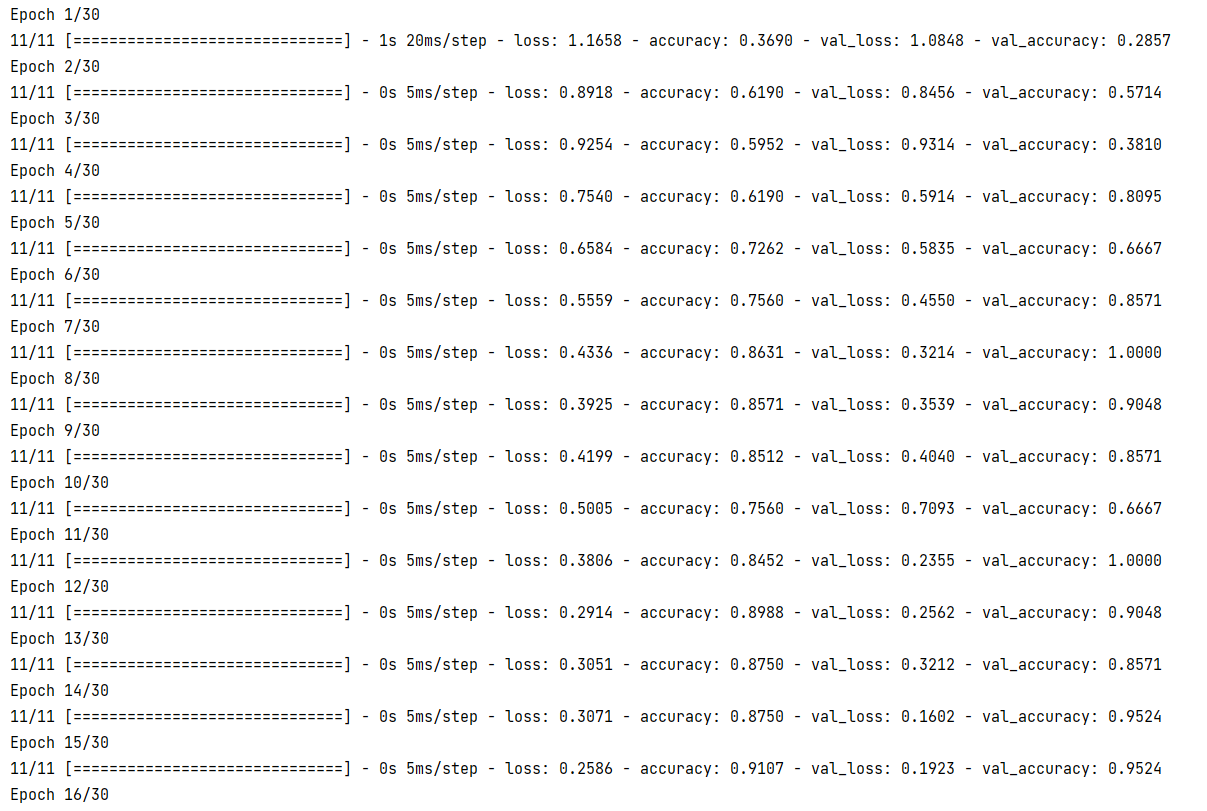 Epoch 1/30
11/11 [==============================] - 1s 20ms/step - loss: 1.1658 - accuracy: 0.3690 - val_loss: 1.0848 - val_accuracy: 0.2857
Epoch 2/30
11/11 [==============================] - 0s 5ms/step - loss: 0.8918 - accuracy: 0.6190 - val_loss: 0.8456 - val_accuracy: 0.5714
Epoch 3/30
11/11 [==============================] - 0s 5ms/step - loss: 0.9254 - accuracy: 0.5952 - val_loss: 0.9314 - val_accuracy: 0.3810
Epoch 4/30
11/11 [==============================] - 0s 5ms/step - loss: 0.7540 - accuracy: 0.6190 - val_loss: 0.5914 - val_accuracy: 0.8095
Epoch 5/30
11/11 [==============================] - 0s 5ms/step - loss: 0.6584 - accuracy: 0.7262 - val_loss: 0.5835 - val_accuracy: 0.6667
Epoch 6/30
11/11 [==============================] - 0s 5ms/step - loss: 0.5559 - accuracy: 0.7560 - val_loss: 0.4550 - val_accuracy: 0.8571
Epoch 7/30
11/11 [==============================] - 0s 5ms/step - loss: 0.4336 - accuracy: 0.8631 - val_loss: 0.3214 - val_accuracy: 1.0000
Epoch 8/30
11/11 [==============================] - 0s 5ms/step - loss: 0.3925 - accuracy: 0.8571 - val_loss: 0.3539 - val_accuracy: 0.9048
Epoch 9/30
11/11 [==============================] - 0s 5ms/step - loss: 0.4199 - accuracy: 0.8512 - val_loss: 0.4040 - val_accuracy: 0.8571
Epoch 10/30
11/11 [==============================] - 0s 5ms/step - loss: 0.5005 - accuracy: 0.7560 - val_loss: 0.7093 - val_accuracy: 0.6667
Epoch 11/30
11/11 [==============================] - 0s 5ms/step - loss: 0.3806 - accuracy: 0.8452 - val_loss: 0.2355 - val_accuracy: 1.0000
Epoch 12/30
11/11 [==============================] - 0s 5ms/step - loss: 0.2914 - accuracy: 0.8988 - val_loss: 0.2562 - val_accuracy: 0.9048
Epoch 13/30
11/11 [==============================] - 0s 5ms/step - loss: 0.3051 - accuracy: 0.8750 - val_loss: 0.3212 - val_accuracy: 0.8571
Epoch 14/30
11/11 [==============================] - 0s 5ms/step - loss: 0.3071 - accuracy: 0.8750 - val_loss: 0.1602 - val_accuracy: 0.9524
Epoch 15/30
11/11 [==============================] - 0s 5ms/step - loss: 0.2586 - accuracy: 0.9107 - val_loss: 0.1923 - val_accuracy: 0.9524
Epoch 16/30